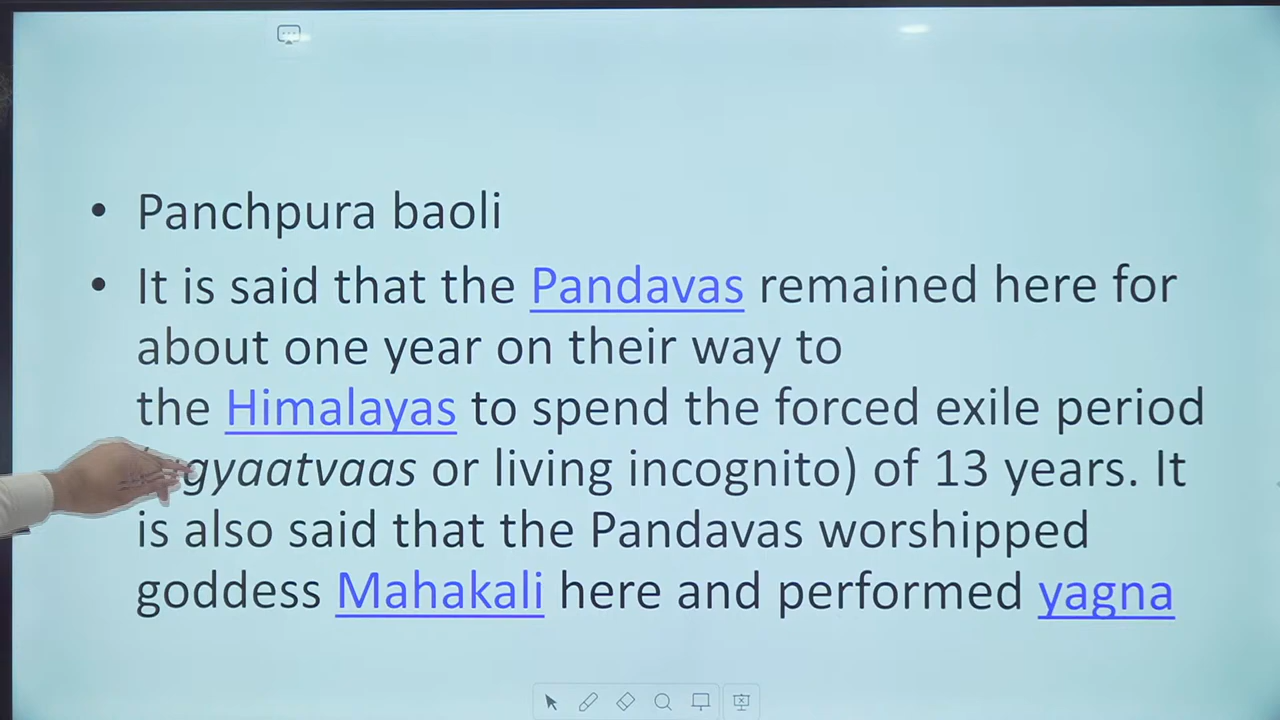 • Panchpura baoli
• It is said that the Pandavas remained here for
about one year on their way to
the Himalayas to spend the forced exile period
or living incognito) of 13 years. It
is also said that the Pandavas worshipped
goddess Mahakali here and performed yagna